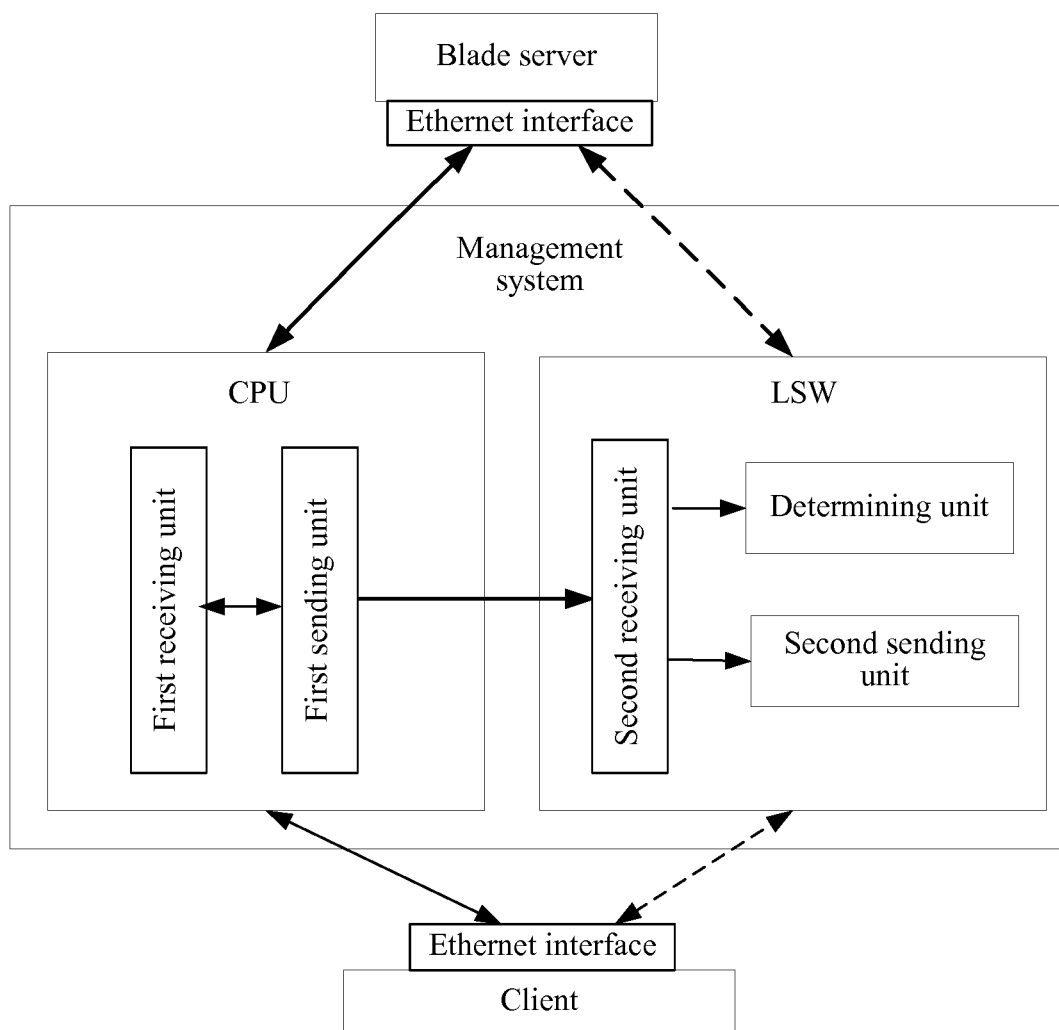 Blade server
Ethernet interface
Management
system
CPU
LSW
First receiving unit
First sending unit
Second receiving unit
Determining unit
Second sending
unit
Ethernet interface
Client